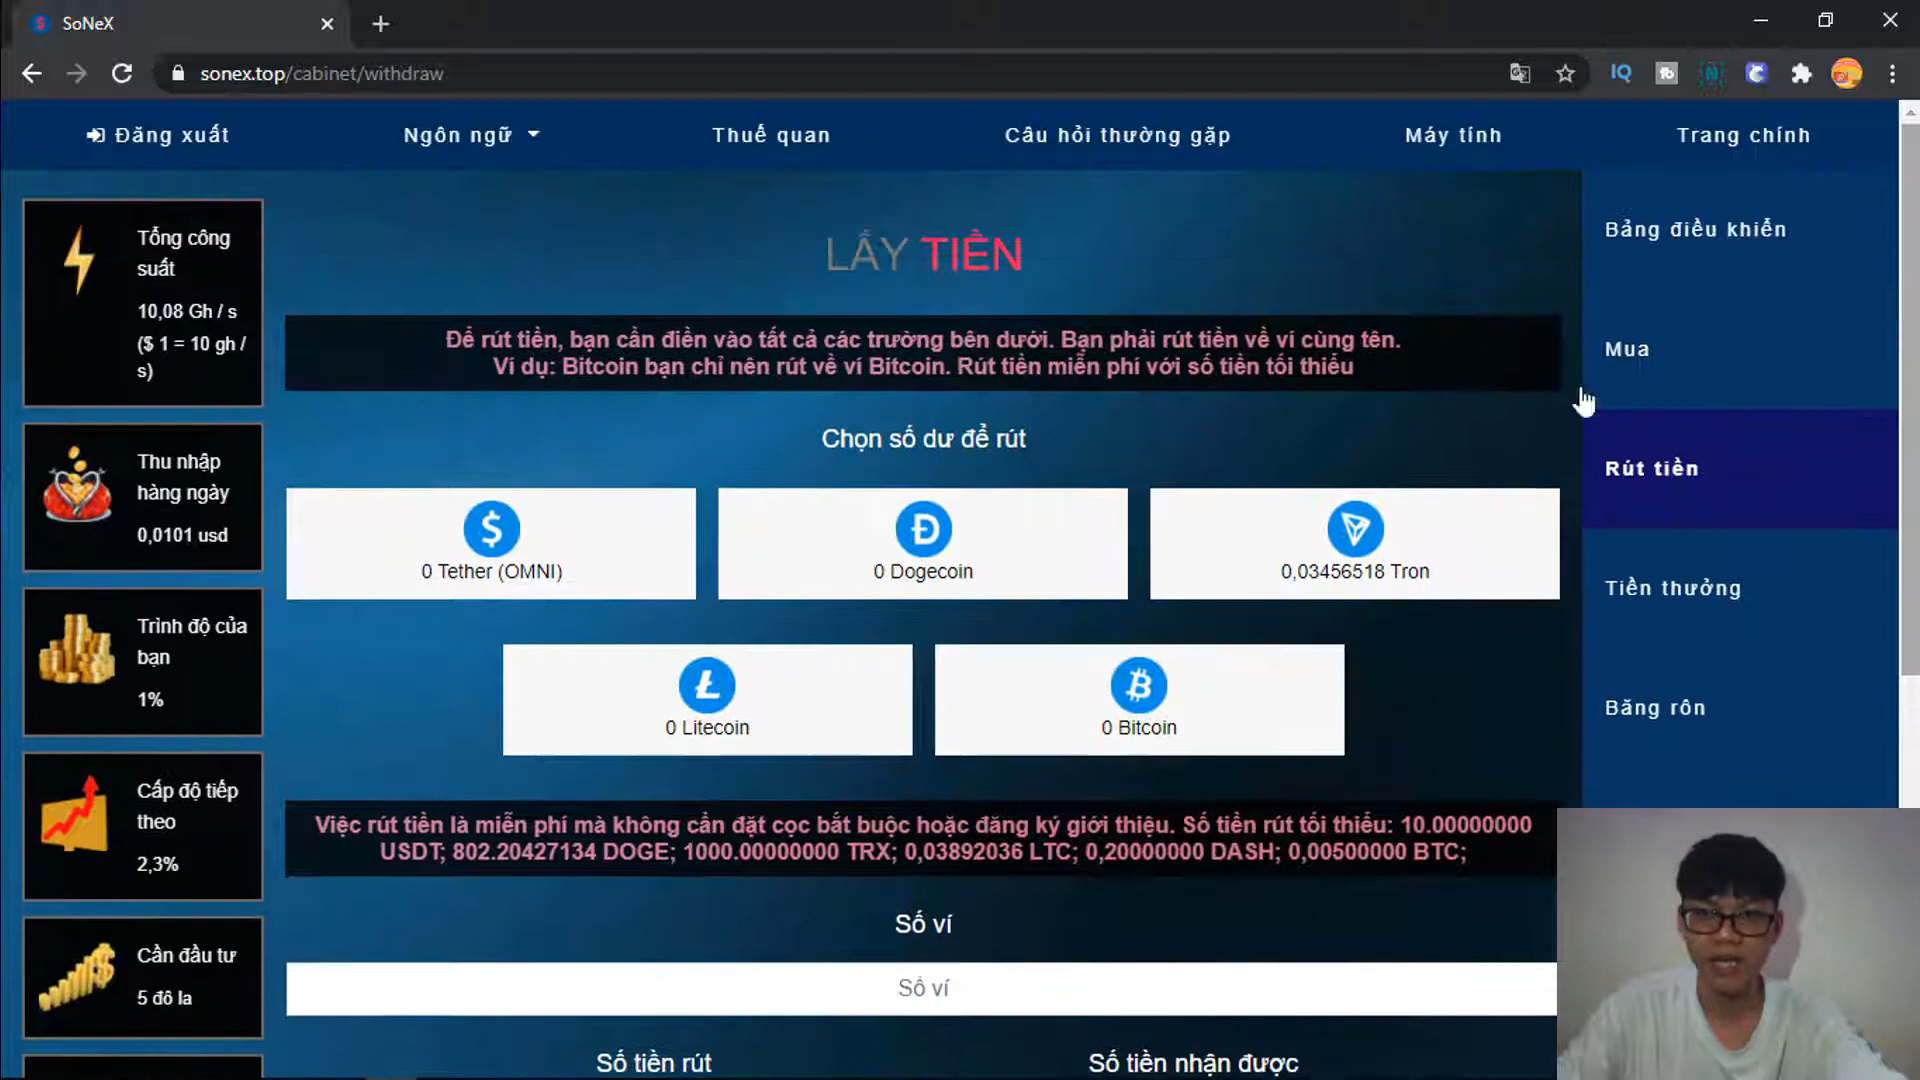 SoNeX
sonex.top/cabinet/withdraw
IQ
Đăng xuất
Ngôn ngữ
Thuế quan
Câu hỏi thường gặp
Máy tính
Trang chính
Tổng công
suất
10,08 Gh / s
($ 1 = 10 gh /
s)
Thu nhập
hàng ngày
0,0101 usd
Trình độ của
bạn
1%
Cấp độ tiếp
theo
2,3%
Cần đầu tư
5 đô la
LẤY TIỀN
Để rút tiền, bạn cần điền vào tất cả các trường bên dưới. Bạn phải rút tiền về ví cùng tên.
Ví dụ: Bitcoin bạn chỉ nên rút về ví Bitcoin. Rút tiền miễn phí với số tiền tối thiểu
Chọn số dư để rút
0 Tether (OMNI)
0 Dogecoin
0,03456518 Tron
0 Litecoin
0 Bitcoin
Việc rút tiền là miễn phí mà không cần đặt cọc bắt buộc hoặc đăng ký giới thiệu. Số tiền rút tối thiểu: 10.00000000
USDT; 802.20427134 DOGE; 1000.00000000 TRX; 0,03892036 LTC; 0,20000000 DASH; 0,00500000 BTC;
Số ví
Số ví
Số tiền rút
Số tiền nhận được
Bảng điều khiển
Mua
Rút tiền
Tiền thưởng
Băng rôn